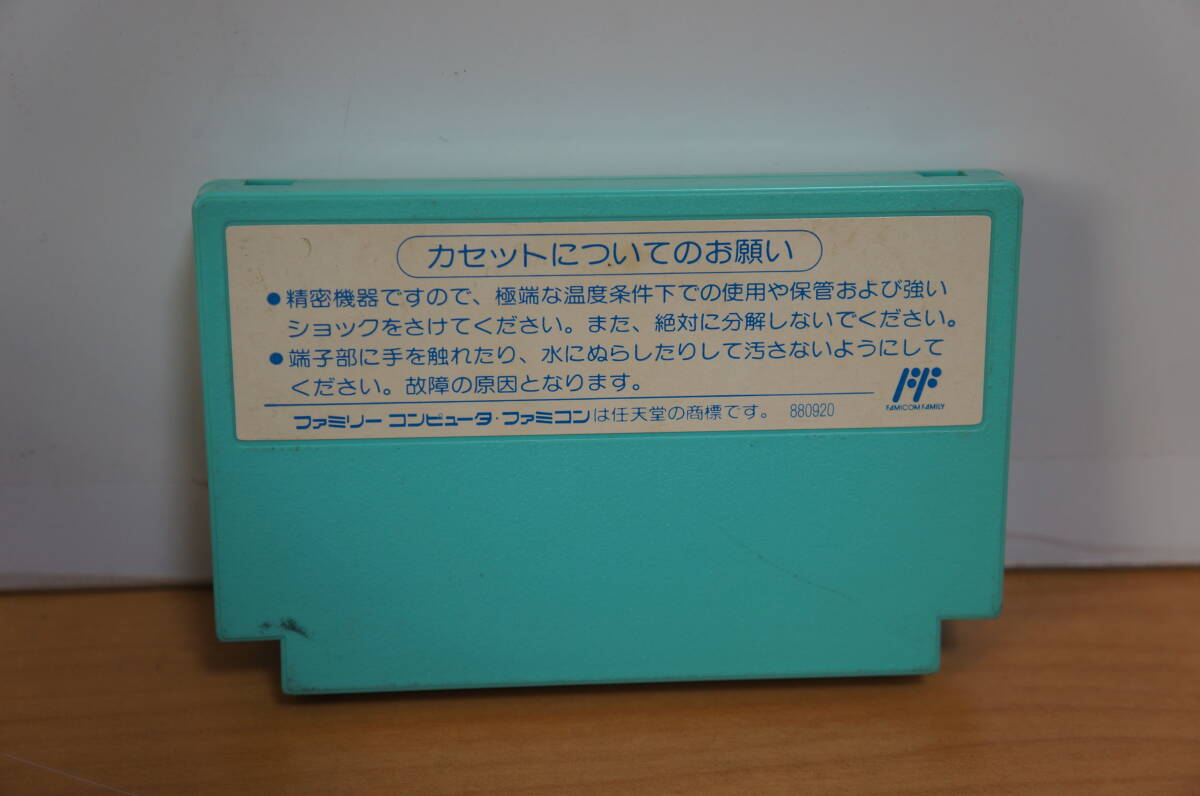 カセットについてのお願い
●精密機器ですので、極端な温度条件下での使用や保管および強い
ショックをさけてください。また、絶対に分解しないでください。
●端子部に手を触れたり、水にぬらしたりして汚さないようにして
ください。故障の原因となります。
FAMICOM FAMILY
ファミリー コンピュータ・ファミコンは任天堂の商標です。 880920